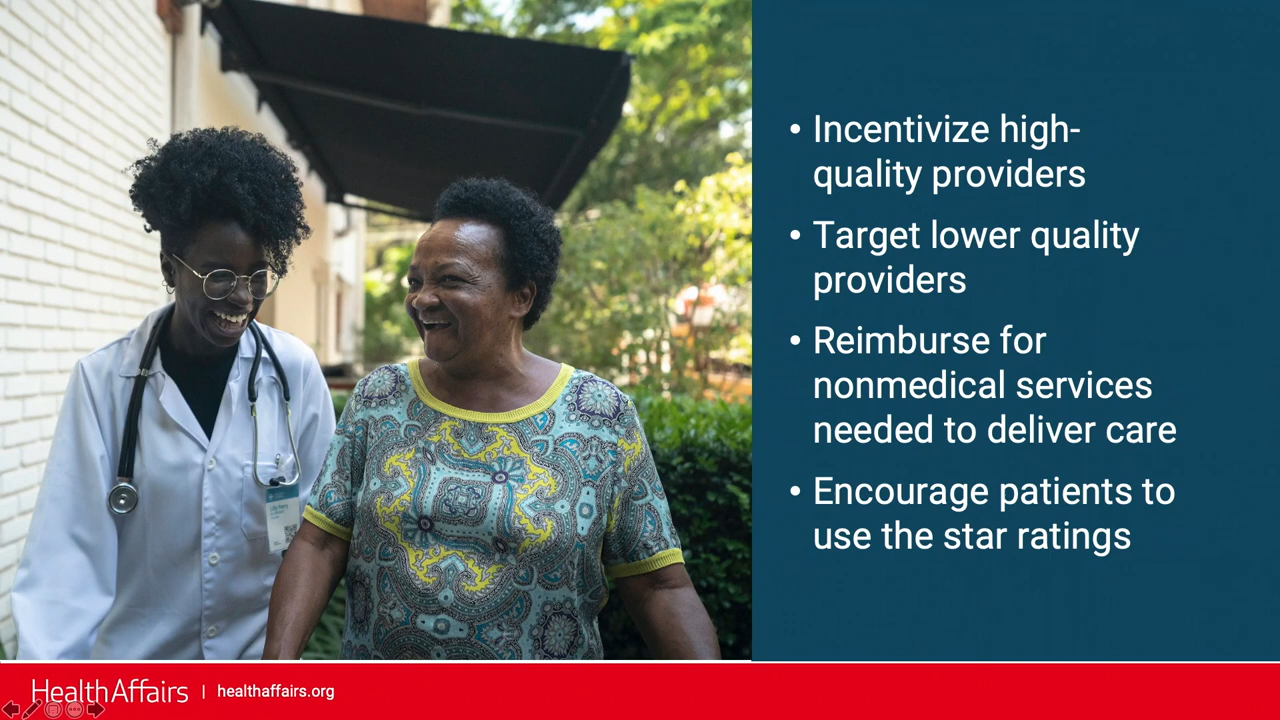 • Incentivize high-
quality providers
• Target lower quality
providers
• Reimburse for
nonmedical services
needed to deliver care
• Encourage patients to
use the star ratings
HealthAffairs | healthaffairs.org